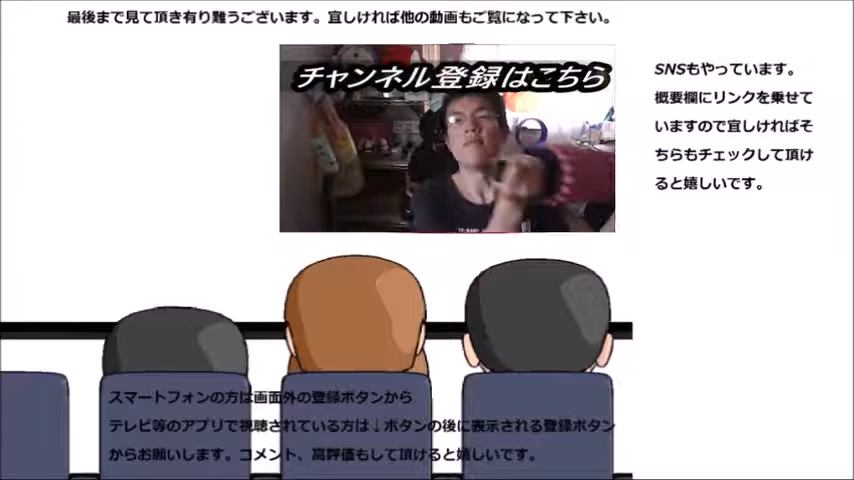 最後まで見て頂き有り難うございます。宜しければ他の動画もご覧になって下さい。
チャンネル登録はこちら
SNSもやっています。
概要欄にリンクを乗せて
いますので宜しければそ
ちらもチェックして頂け
ると嬉しいです。
スマートフォンの方は画面外の登録ボタンから
テレビ等のアプリで視聴されている方は↓ボタンの後に表示される登録ボタン
からお願いします。コメント、高評価もして頂けると嬉しいです。